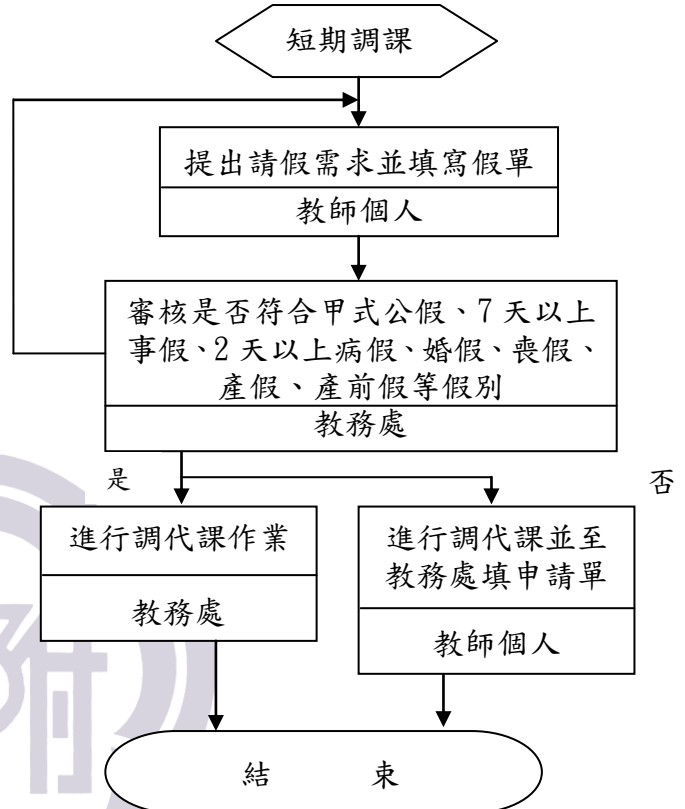 短期調課
提出請假需求並填寫假單
教師個人
審核是否符合甲式公假、7天以上
事假、2天以上病假、婚假、喪假、
產假、產前假等假別
教務處
是
否
進行調代課作業
教務處
進行調代課並至
教務處填申請單
教師個人
附
結 束